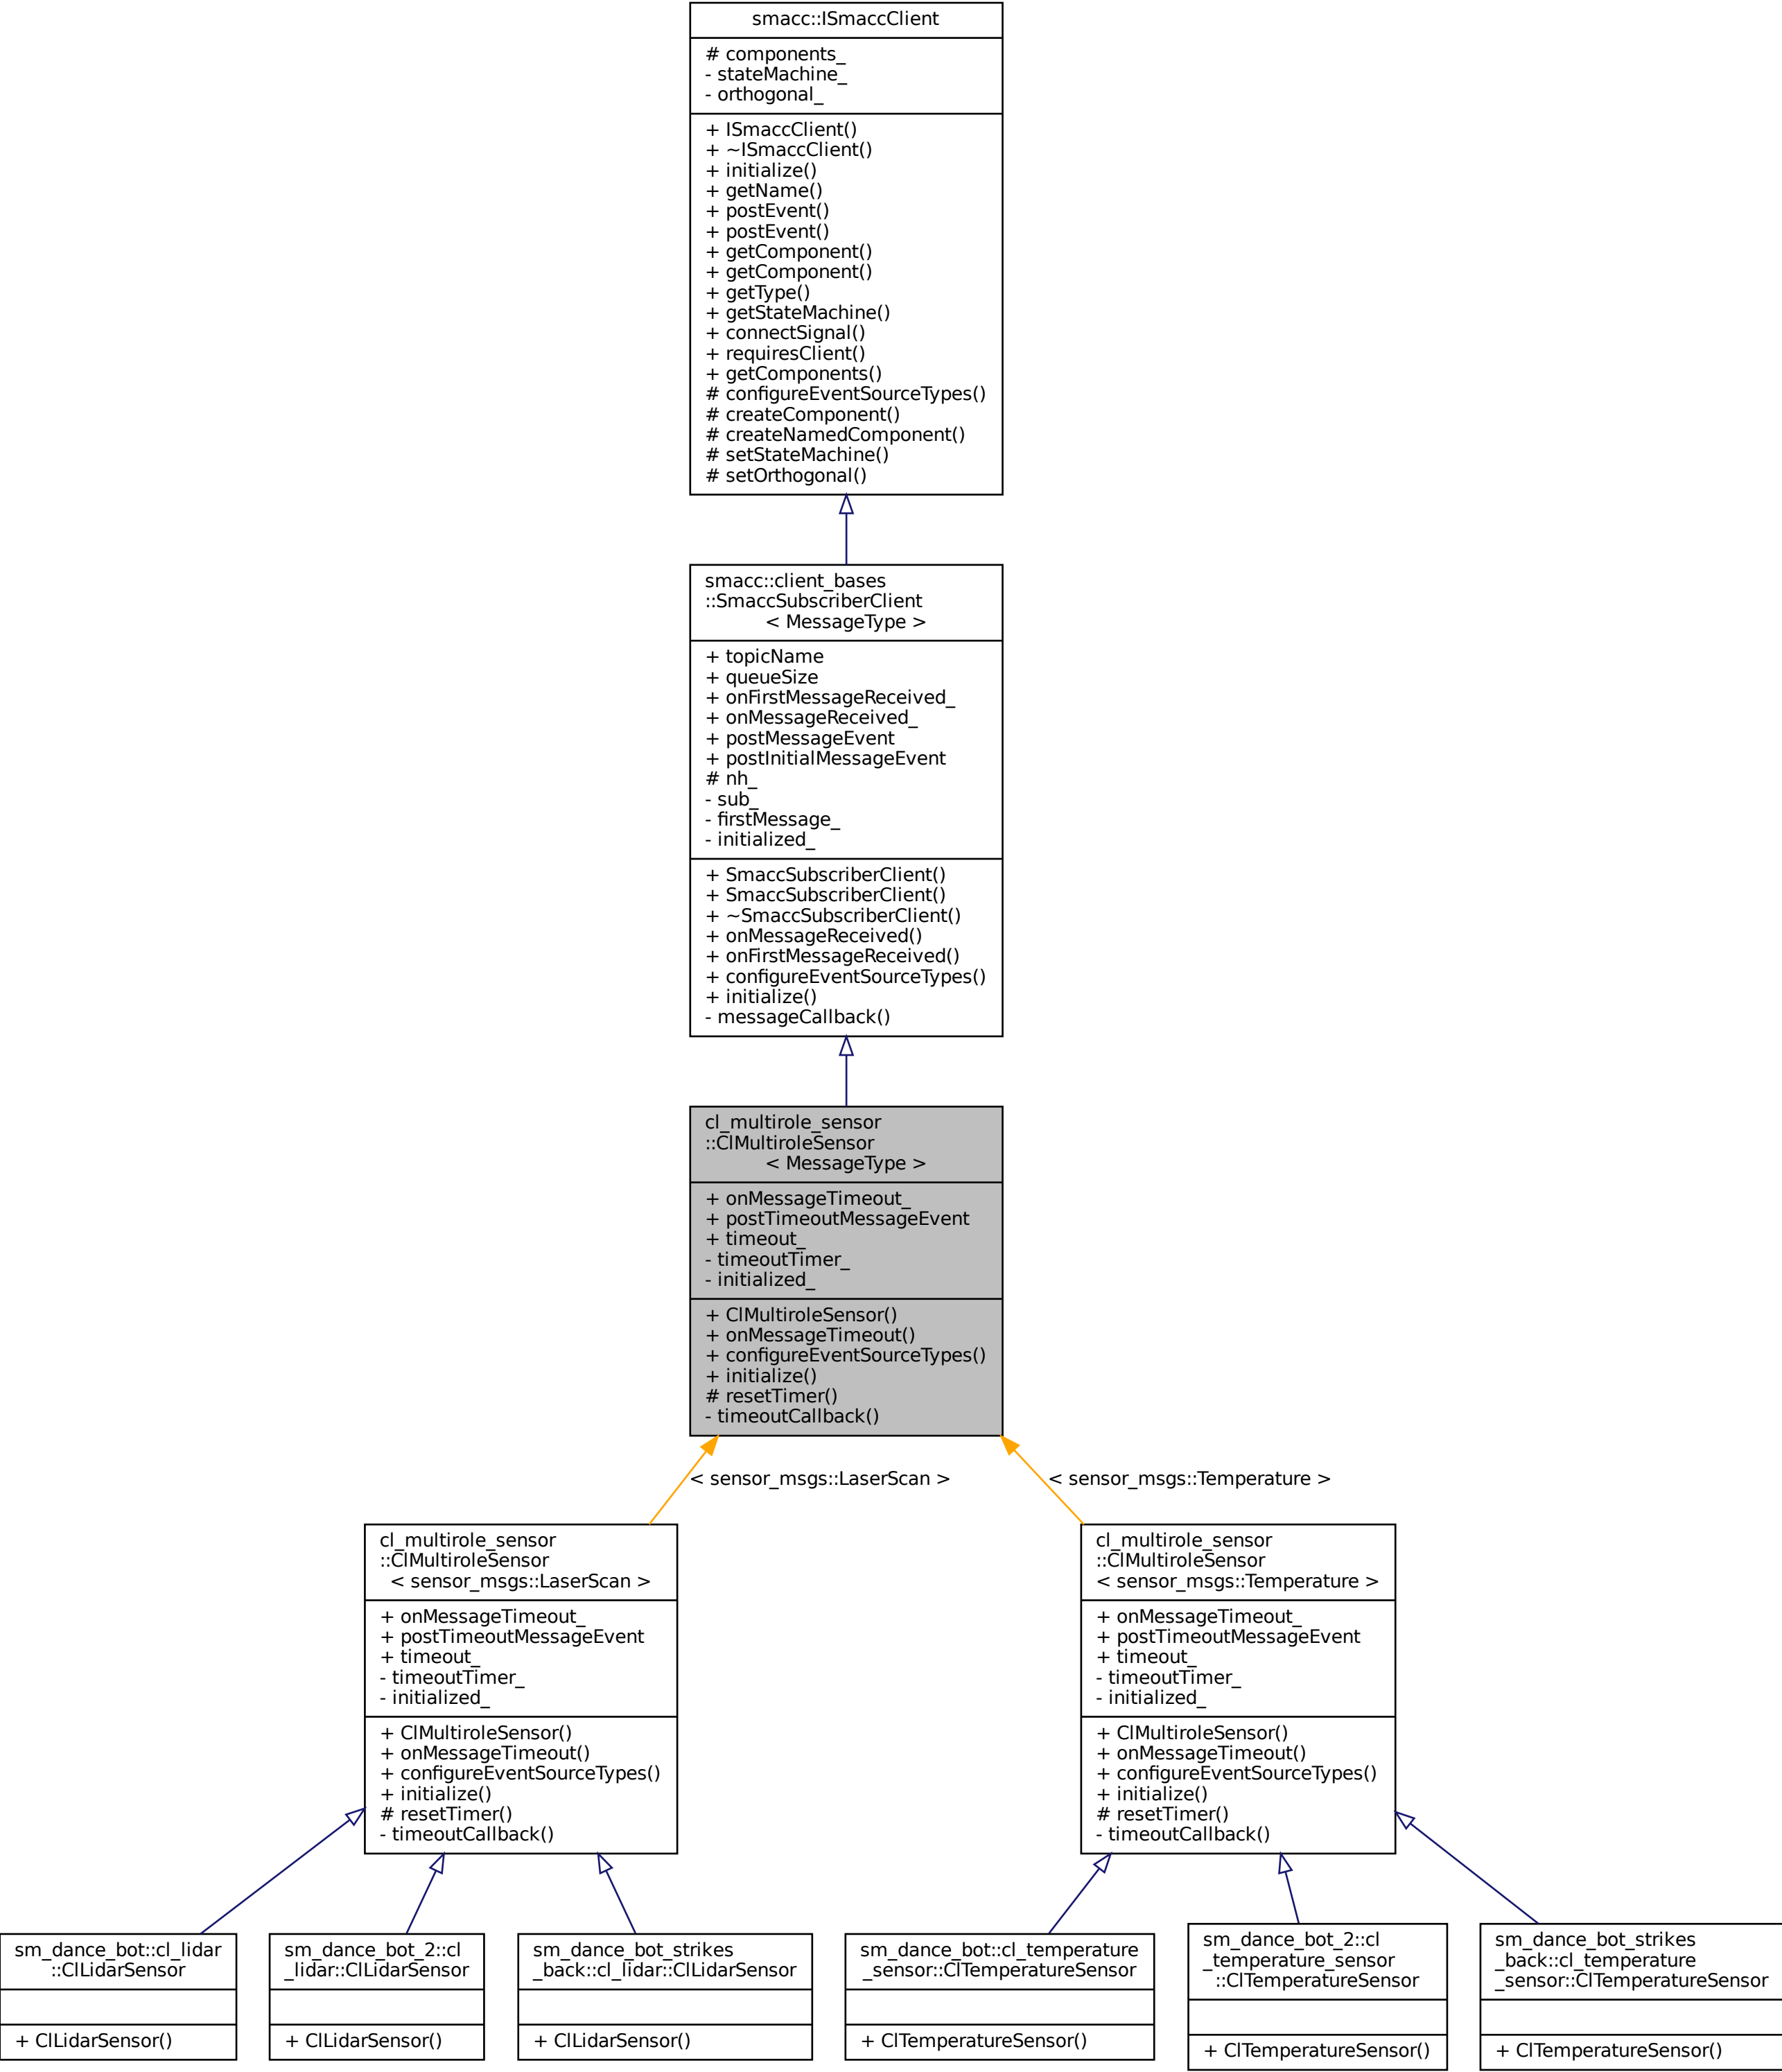 smacc::ISmaccClient
# components_
- stateMachine_
- orthogonal_
+ ISmaccClient()
+ ~ISmaccClient()
+ initialize()
+ getName()
+ postEvent()
+ postEvent()
+ getComponent()
+ getComponent()
+ getType()
+ getStateMachine()
+ connectSignal()
+ requiresClient()
+ getComponents()
# configureEventSourceTypes()
# createComponent()
# createNamedComponent()
# setStateMachine()
# setOrthogonal()
smacc::client_bases
::SmaccSubscriberClient
< MessageType >
+ topicName
+ queueSize
+ onFirstMessageReceived_
+ onMessageReceived_
+ postMessageEvent
+ postInitialMessageEvent
# nh_
- sub_
- firstMessage_
- initialized_
+ SmaccSubscriberClient()
+ SmaccSubscriberClient()
+ ~SmaccSubscriberClient()
+ onMessageReceived()
+ onFirstMessageReceived()
+ configureEventSourceTypes()
+ initialize()
- messageCallback()
cl_multirole_sensor
::ClMultiroleSensor
< MessageType >
+ onMessageTimeout_
+ postTimeoutMessageEvent
+ timeout_
- timeoutTimer_
- initialized_
+ ClMultiroleSensor()
+ onMessageTimeout()
+ configureEventSourceTypes()
+ initialize()
# resetTimer()
- timeoutCallback()
< sensor_msgs::LaserScan >
< sensor_msgs::Temperature >
cl_multirole_sensor
::ClMultiroleSensor
< sensor_msgs::LaserScan >
+ onMessageTimeout_
+ postTimeoutMessageEvent
+ timeout_
- timeoutTimer_
- initialized_
+ ClMultiroleSensor()
+ onMessageTimeout()
+ configureEventSourceTypes()
+ initialize()
# resetTimer()
- timeoutCallback()
cl_multirole_sensor
::ClMultiroleSensor
< sensor_msgs::Temperature >
+ onMessageTimeout_
+ postTimeoutMessageEvent
+ timeout_
- timeoutTimer_
- initialized_
+ ClMultiroleSensor()
+ onMessageTimeout()
+ configureEventSourceTypes()
+ initialize()
# resetTimer()
- timeoutCallback()
sm_dance_bot::cl_lidar
::ClLidarSensor
+ ClLidarSensor()
sm_dance_bot_2::cl
_lidar::ClLidarSensor
+ ClLidarSensor()
sm_dance_bot_strikes
_back::cl_lidar::ClLidarSensor
+ ClLidarSensor()
sm_dance_bot::cl_temperature
_sensor::ClTemperatureSensor
+ ClTemperatureSensor()
sm_dance_bot_2::cl
_temperature_sensor
::ClTemperatureSensor
+ ClTemperatureSensor()
sm_dance_bot_strikes
_back::cl_temperature
_sensor::ClTemperatureSensor
+ ClTemperatureSensor()